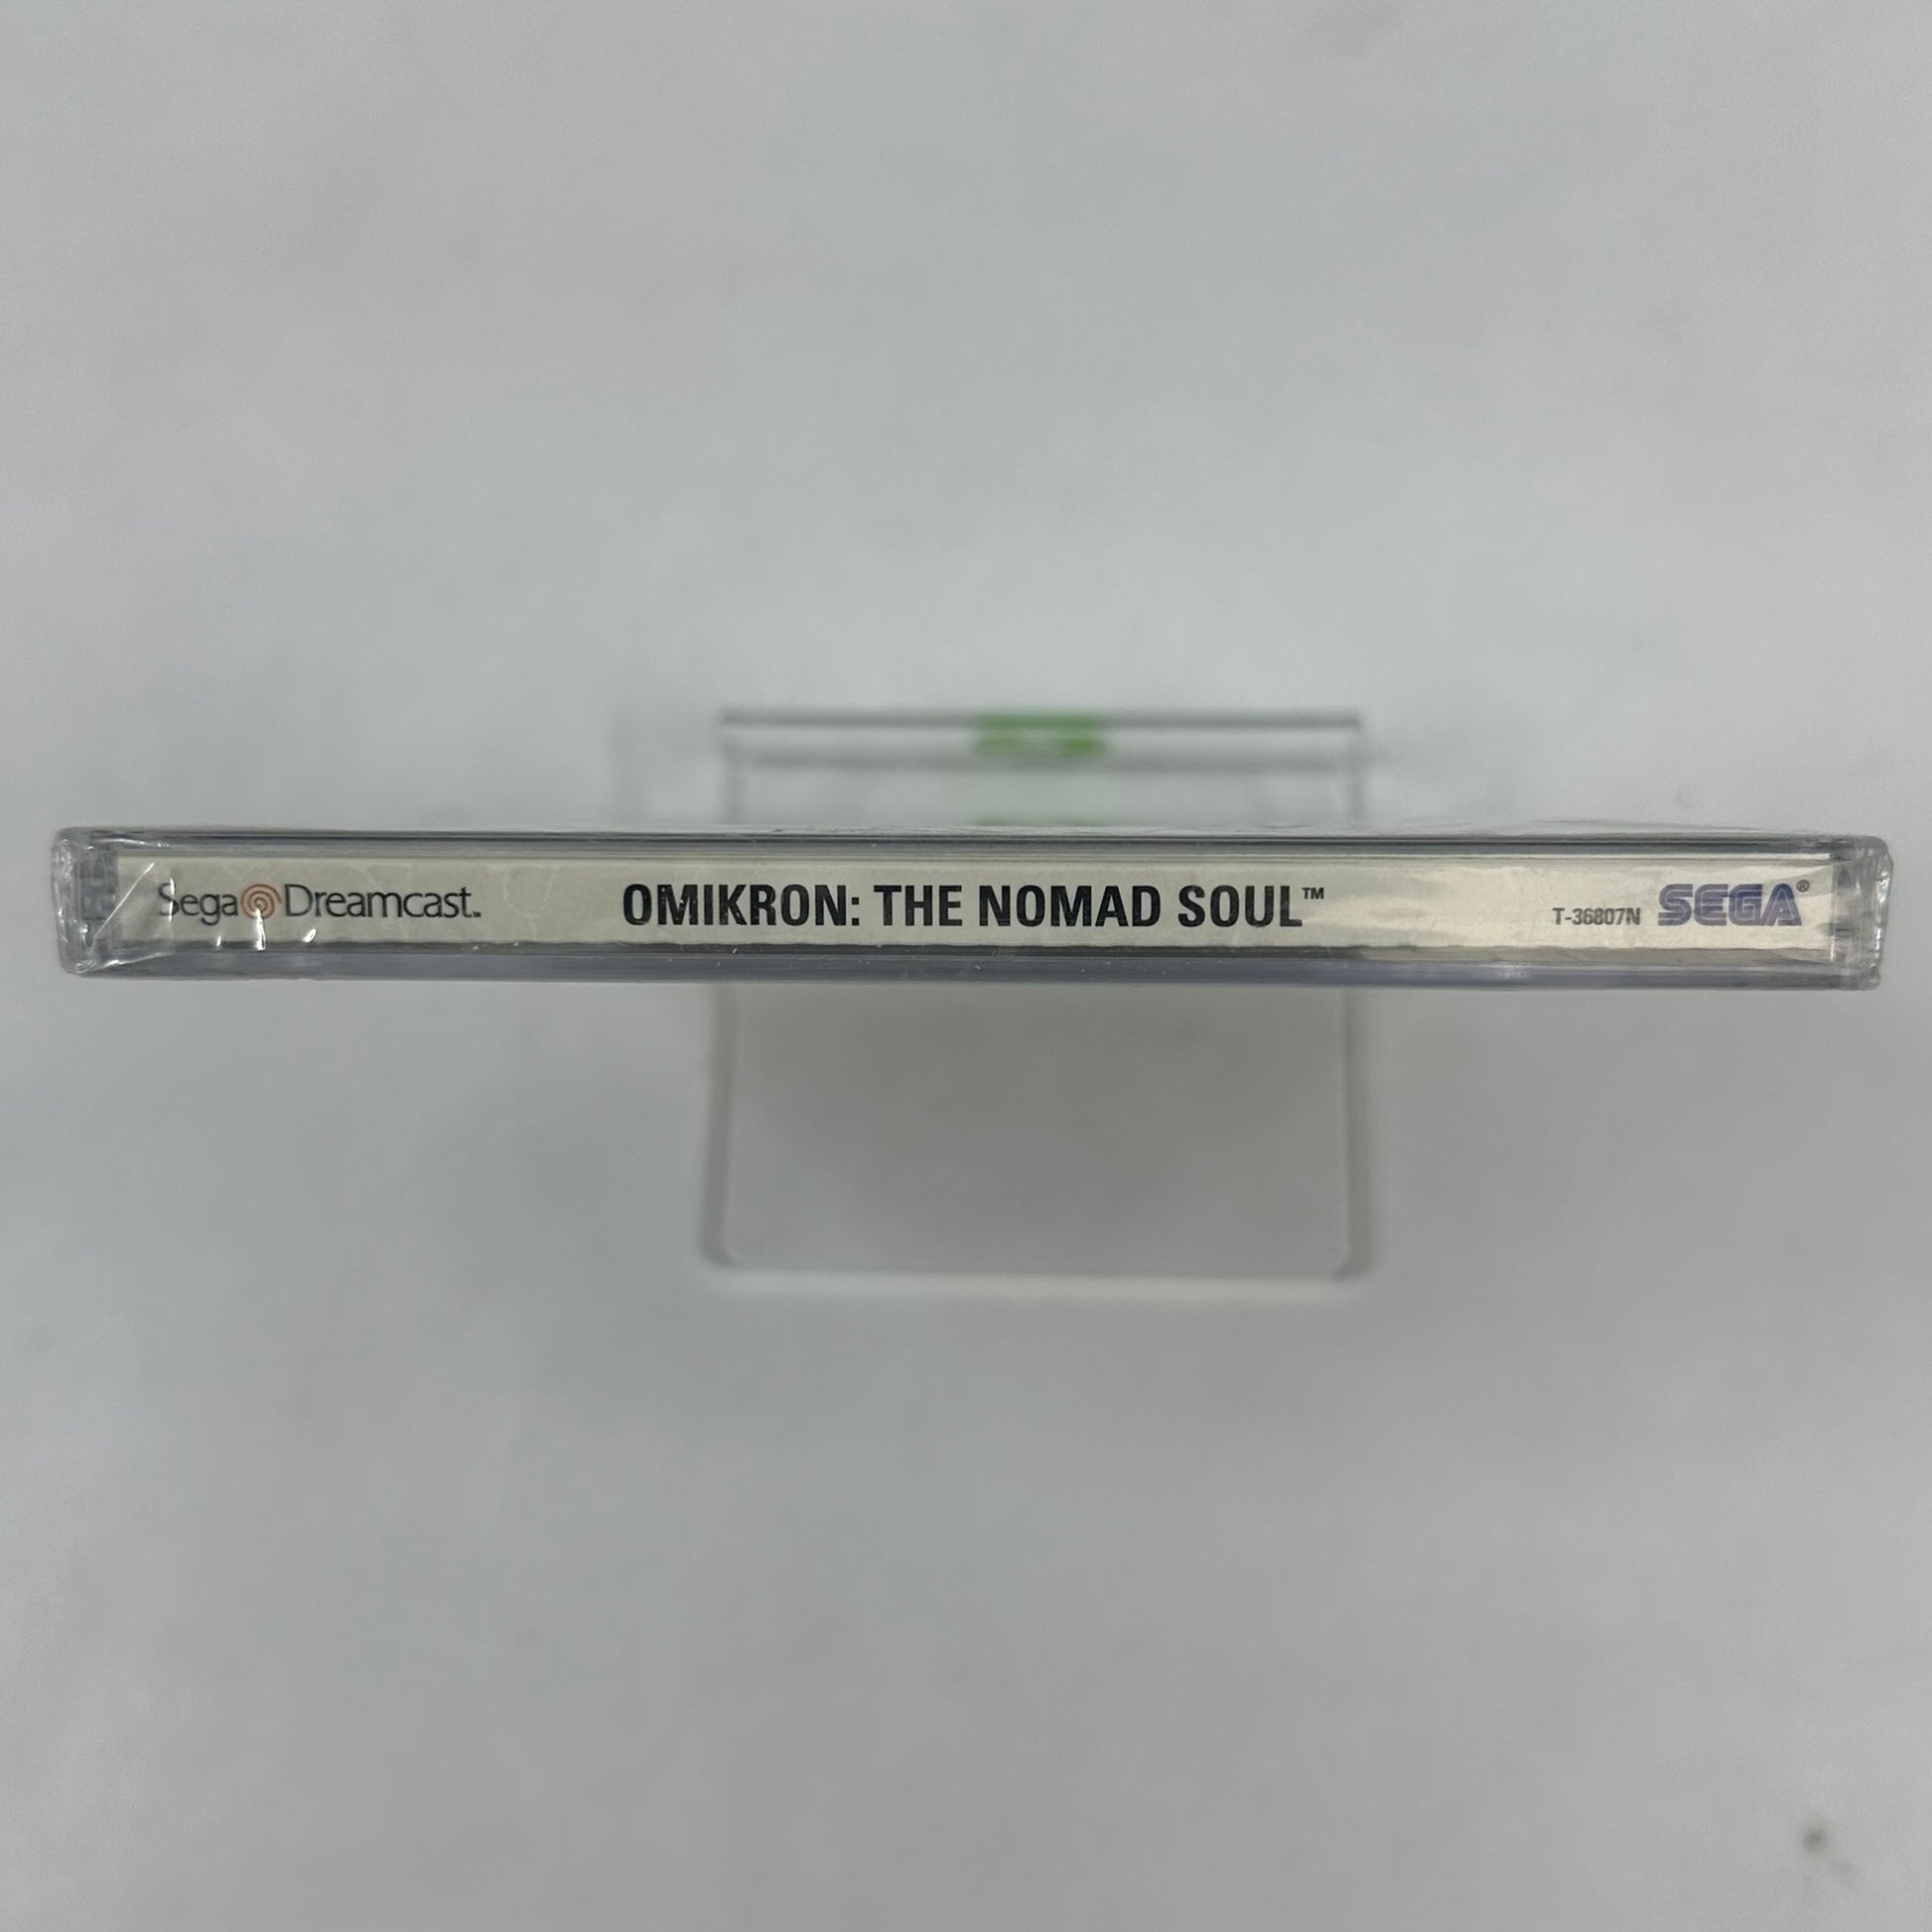 Sega Dreamcast. OMIKRON: THE NOMAD SOUL™ T-36807N SEGA®